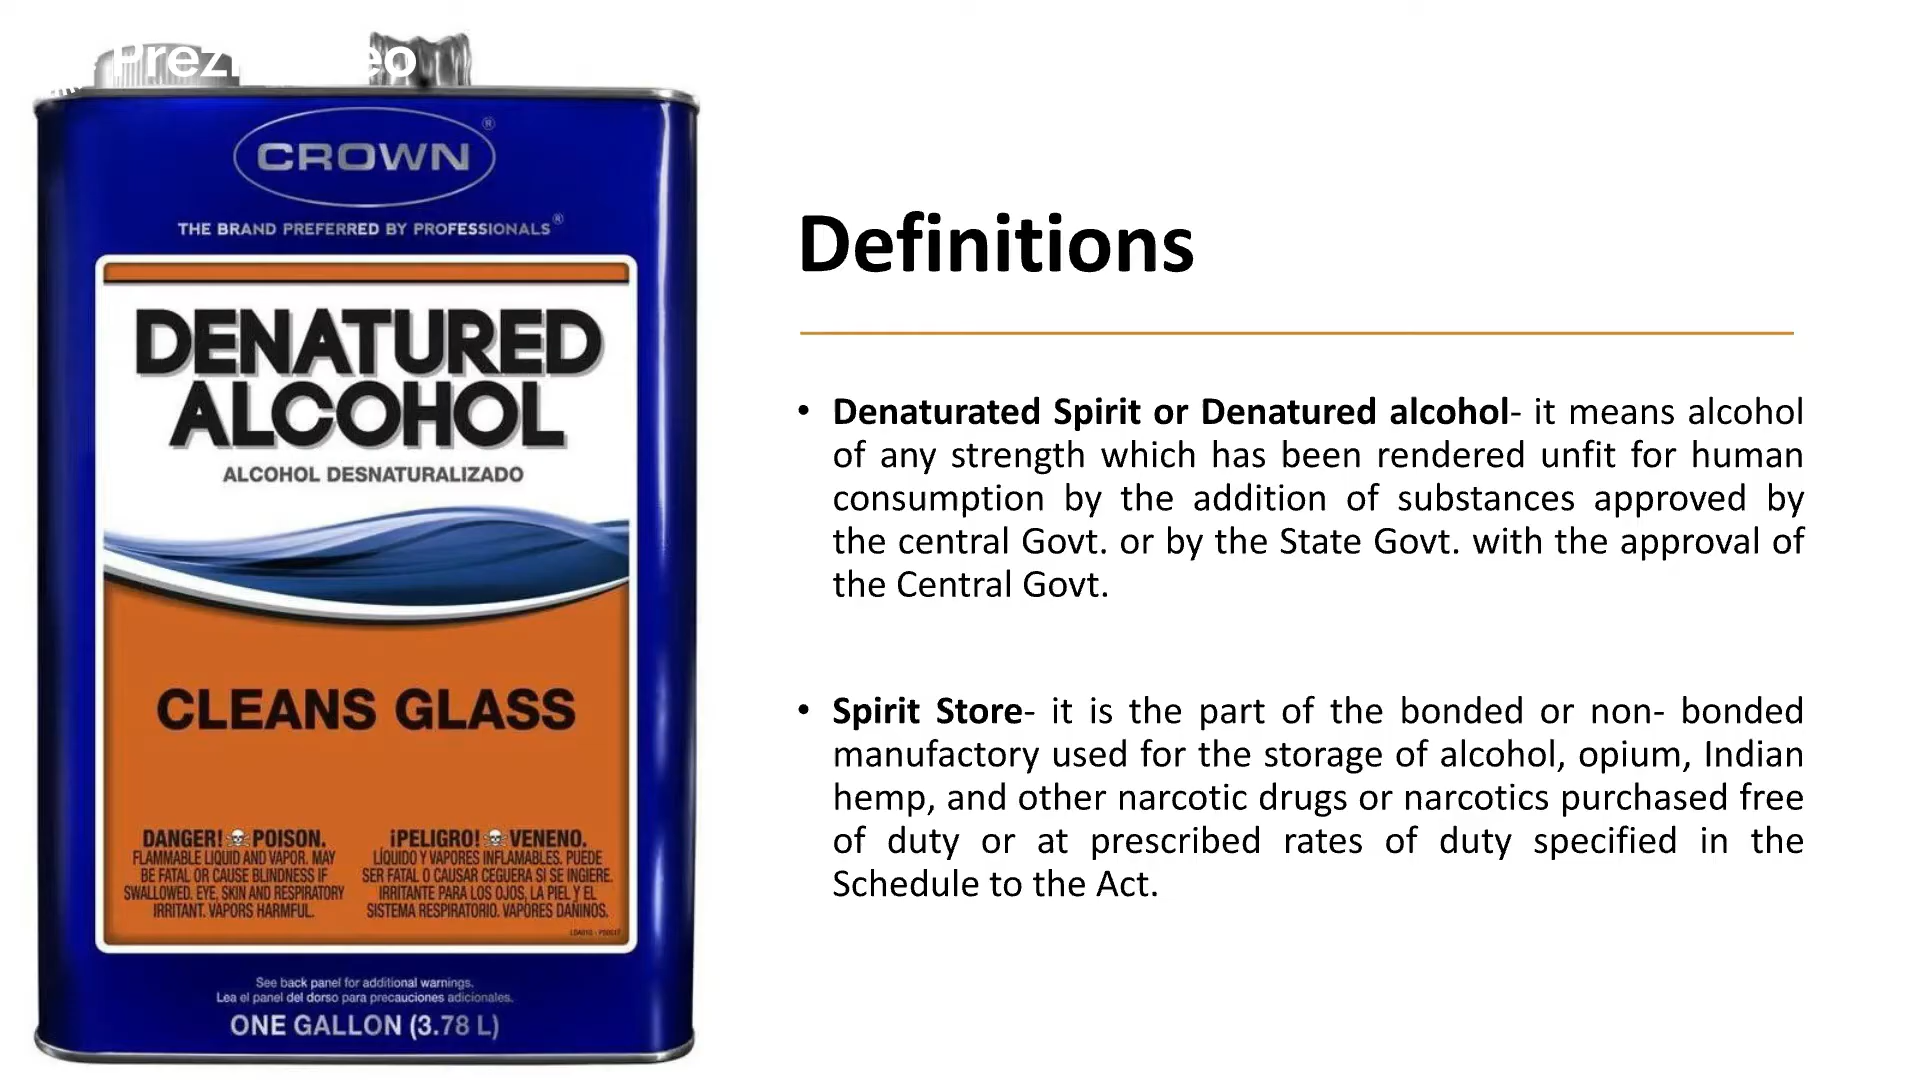 Prezi
CROWN
®
THE BRAND PREFERRED BY PROFESSIONALS®
DENATURED
ALCOHOL
ALCOHOL DESNATURALIZADO
CLEANS GLASS
DANGER! POISON.
FLAMMABLE LIQUID AND VAPOR. MAY
BE FATAL OR CAUSE BLINDNESS IF
SWALLOWED. EYE, SKIN AND RESPIRATORY
IRRITANT. VAPORS HARMFUL.
¡PELIGRO! VENENO.
LÍQUIDO Y VAPORES INFLAMABLES. PUEDE
SER FATAL O CAUSAR CEGUERA SI SE INGIERE.
IRRITANTE PARA LOS OJOS, LA PIEL Y EL
SISTEMA RESPIRATORIO. VAPORES DAÑINOS.
See back panel for additional warnings.
Lea el panel del dorso para precauciones adicionales.
ONE GALLON (3.78 L)
Definitions
• Denaturated Spirit or Denatured alcohol- it means alcohol
of any strength which has been rendered unfit for human
consumption by the addition of substances approved by
the central Govt. or by the State Govt. with the approval of
the Central Govt.
• Spirit Store- it is the part of the bonded or non- bonded
manufactory used for the storage of alcohol, opium, Indian
hemp, and other narcotic drugs or narcotics purchased free
of duty or at prescribed rates of duty specified in the
Schedule to the Act.